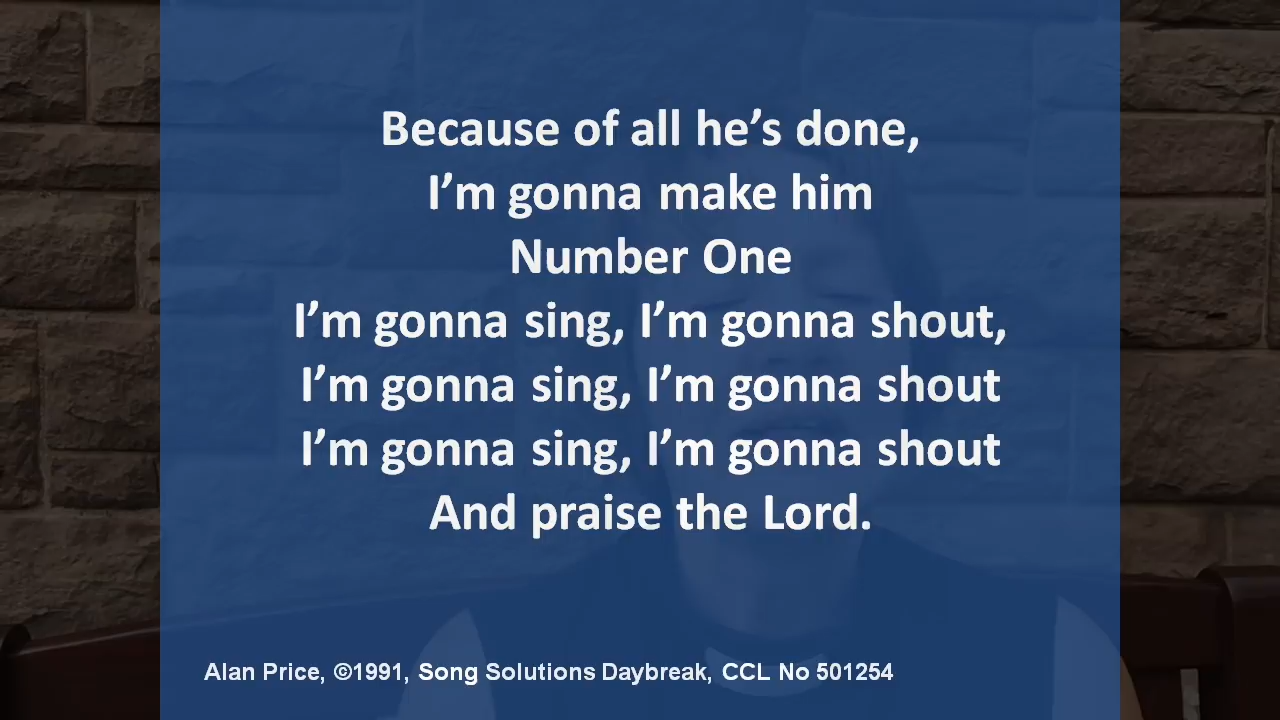 Because of all he’s done,
I’m gonna make him
Number One
I’m gonna sing, I’m gonna shout,
I’m gonna sing, I’m gonna shout
I’m gonna sing, I’m gonna shout
And praise the Lord.
Alan Price, ©1991, Song Solutions Daybreak, CCL No 501254